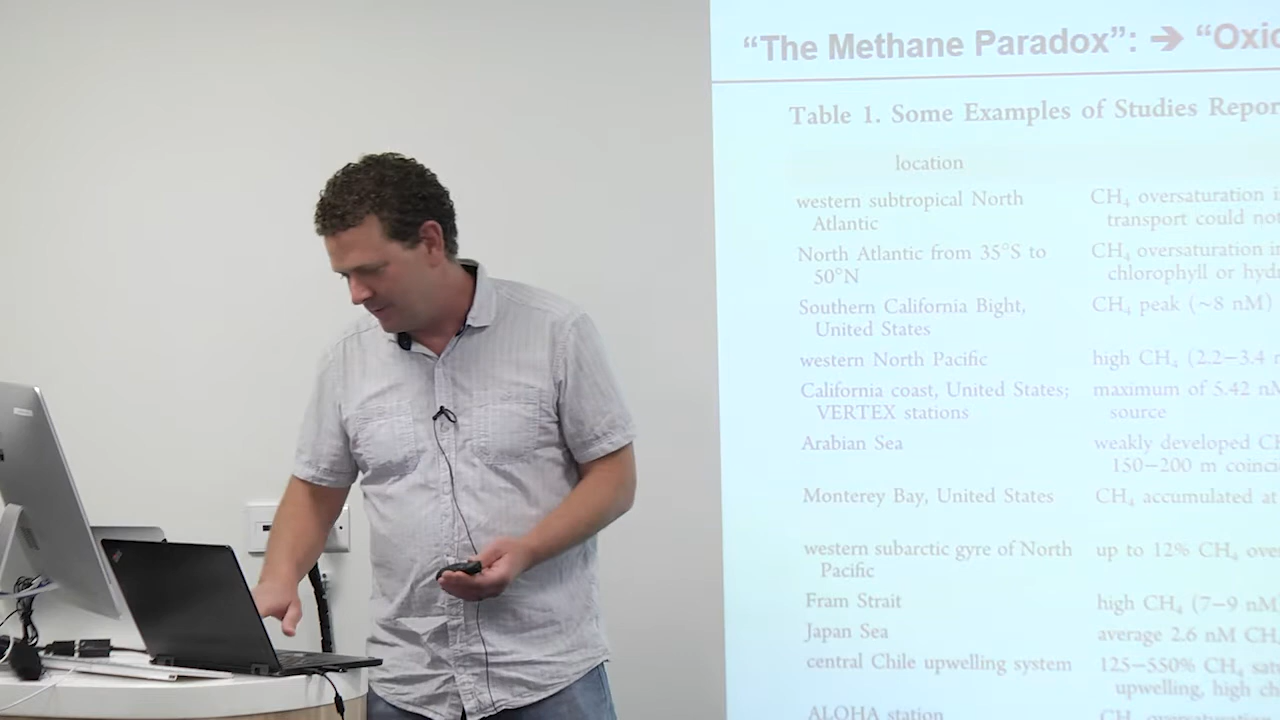 “The Methane Paradox”: ➔ “Oxic
Table 1. Some Examples of Studies Repor
location
western subtropical North
Atlantic
CH₄ oversaturation i
transport could not
North Atlantic from 35°S to
50°N
CH₄ oversaturation in
chlorophyll or hydr
Southern California Bight,
United States
CH₄ peak (~8 nM)
western North Pacific
high CH₄ (2.2−3.4
California coast, United States;
VERTEX stations
maximum of 5.42 nM
source
Arabian Sea
weakly developed CH
150−200 m coinci
Monterey Bay, United States
CH₄ accumulated at
western subarctic gyre of North
Pacific
up to 12% CH₄ over
Fram Strait
high CH₄ (7−9 nM
Japan Sea
average 2.6 nM CH
central Chile upwelling system
125−550% CH₄ sat
upwelling, high ch
ALOHA station